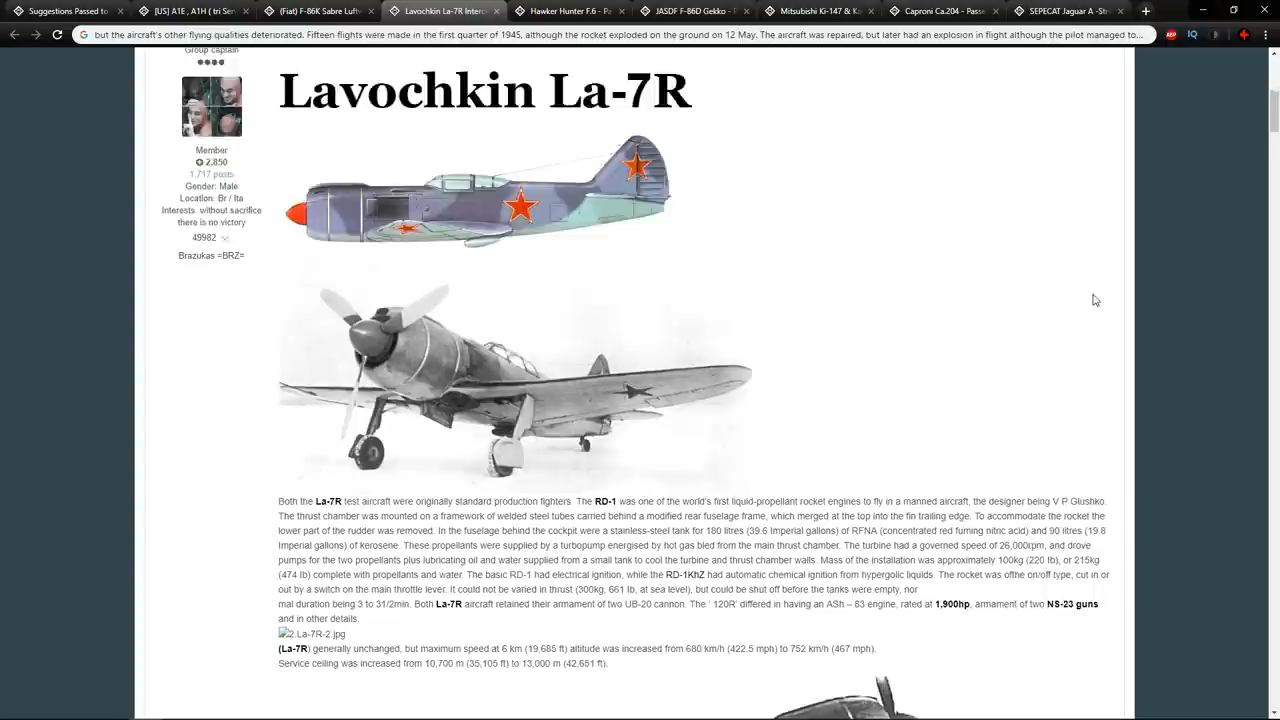 Suggestions Passed to
[US] A1E , A1H ( tri Ser
(Fiat) F-86K Sabre Lufti
Lavochkin La-7R Interc
Hawker Hunter F.6 - Pa
JASDF F-86D Gekko -
Mitsubishi Ki-147 & Ka
Caproni Ca.204 - Passe
SEPECAT Jaguar A -Stri
but the aircraft's other flying qualities deteriorated. Fifteen flights were made in the first quarter of 1945, although the rocket exploded on the ground on 12 May. The aircraft was repaired, but later had an explosion in flight although the pilot managed to...
ABP
IQ
Group captain
Lavochkin La-7R
Member
2,850
1,717 posts
Gender: Male
Location: Br / Ita
Interests without sacrifice
there is no victory
49982
Brazukas =BRZ=
Both the La-7R test aircraft were originally standard production fighters. The RD-1 was one of the world's first liquid-propellant rocket engines to fly in a manned aircraft, the designer being V P Glushko.
The thrust chamber was mounted on a framework of welded steel tubes carried behind a modified rear fuselage frame, which merged at the top into the fin trailing edge. To accommodate the rocket the
lower part of the rudder was removed. In the fuselage behind the cockpit were a stainless-steel tank for 180 litres (39.6 Imperial gallons) of RFNA (concentrated red fuming nitric acid) and 90 litres (19.8
Imperial gallons) of kerosene. These propellants were supplied by a turbopump energised by hot gas bled from the main thrust chamber. The turbine had a governed speed of 26,000rpm, and drove
pumps for the two propellants plus lubricating oil and water supplied from a small tank to cool the turbine and thrust chamber walls. Mass of the installation was approximately 100kg (220 lb), or 215kg
(474 lb) complete with propellants and water. The basic RD-1 had electrical ignition, while the RD-1KhZ had automatic chemical ignition from hypergolic liquids. The rocket was ofthe on/off type, cut in or
out by a switch on the main throttle lever. It could not be varied in thrust (300kg, 661 lb, at sea level), but could be shut off before the tanks were empty, nor
mal duration being 3 to 31/2min. Both La-7R aircraft retained their armament of two UB-20 cannon. The ' 120R' differed in having an ASh – 83 engine, rated at 1,900hp, armament of two NS-23 guns
and in other details.
2.La-7R-2.jpg
(La-7R) generally unchanged, but maximum speed at 6 km (19,685 ft) altitude was increased from 680 km/h (422.5 mph) to 752 km/h (467 mph).
Service ceiling was increased from 10,700 m (35,105 ft) to 13,000 m (42,651 ft).